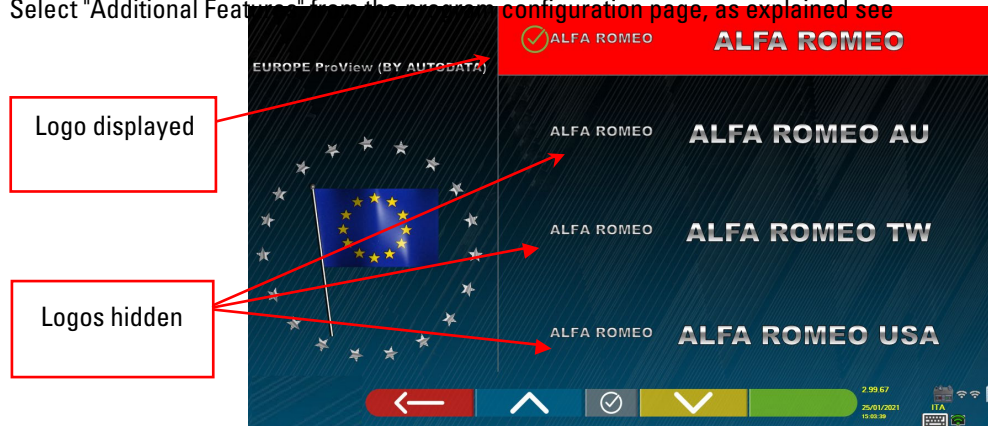 Select "Additional Features" from the program configuration page, as explained see
ALFA ROMEO ALFA ROMEO
EUROPE ProView (BY AUTODATA)
Logo displayed
ALFA ROMEO ALFA ROMEO AU
ALFA ROMEO ALFA ROMEO TW
Logos hidden
ALFA ROMEO ALFA ROMEO USA
2.99.67
ITA
25/01/2021
15:03:39